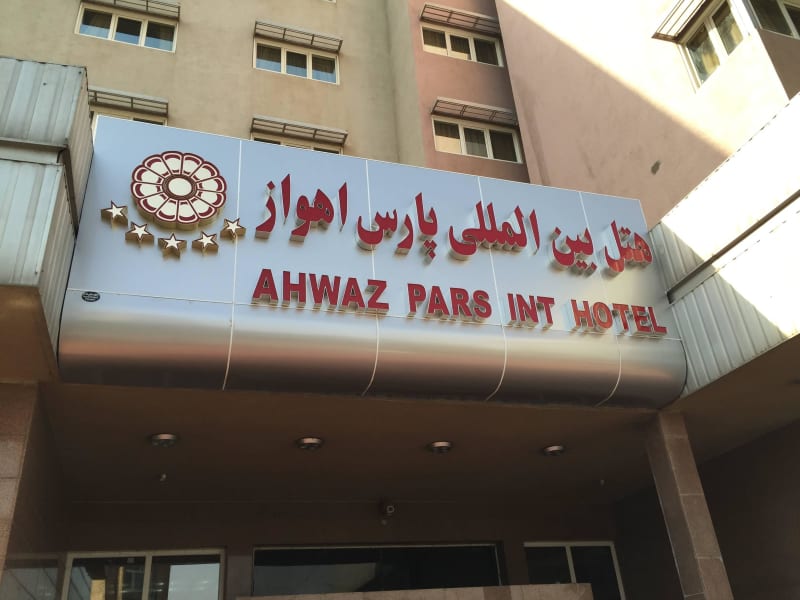 هتل بین المللی پارس اهواز
AHWAZ PARS INT HOTEL